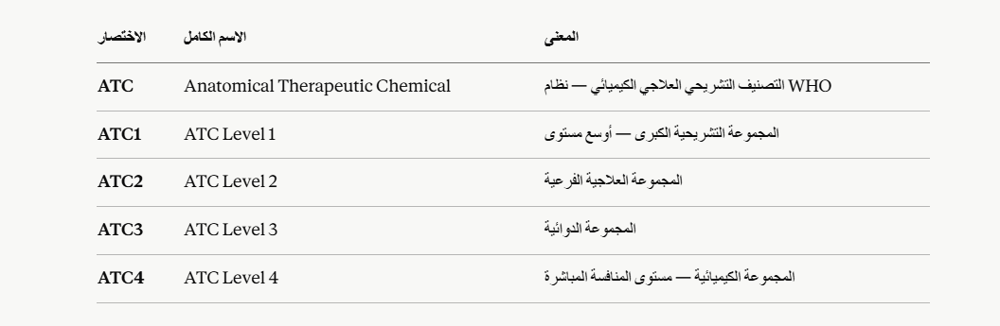 الاختصار الاسم الكامل المعنى
ATC Anatomical Therapeutic Chemical التصنيف التشريحي العلاجي الكيميائي — نظام WHO
ATC1 ATC Level 1 المجموعة التشريحية الكبرى — أوسع مستوى
ATC2 ATC Level 2 المجموعة العلاجية الفرعية
ATC3 ATC Level 3 المجموعة الدوائية
ATC4 ATC Level 4 المجموعة الكيميائية — مستوى المنافسة المباشرة